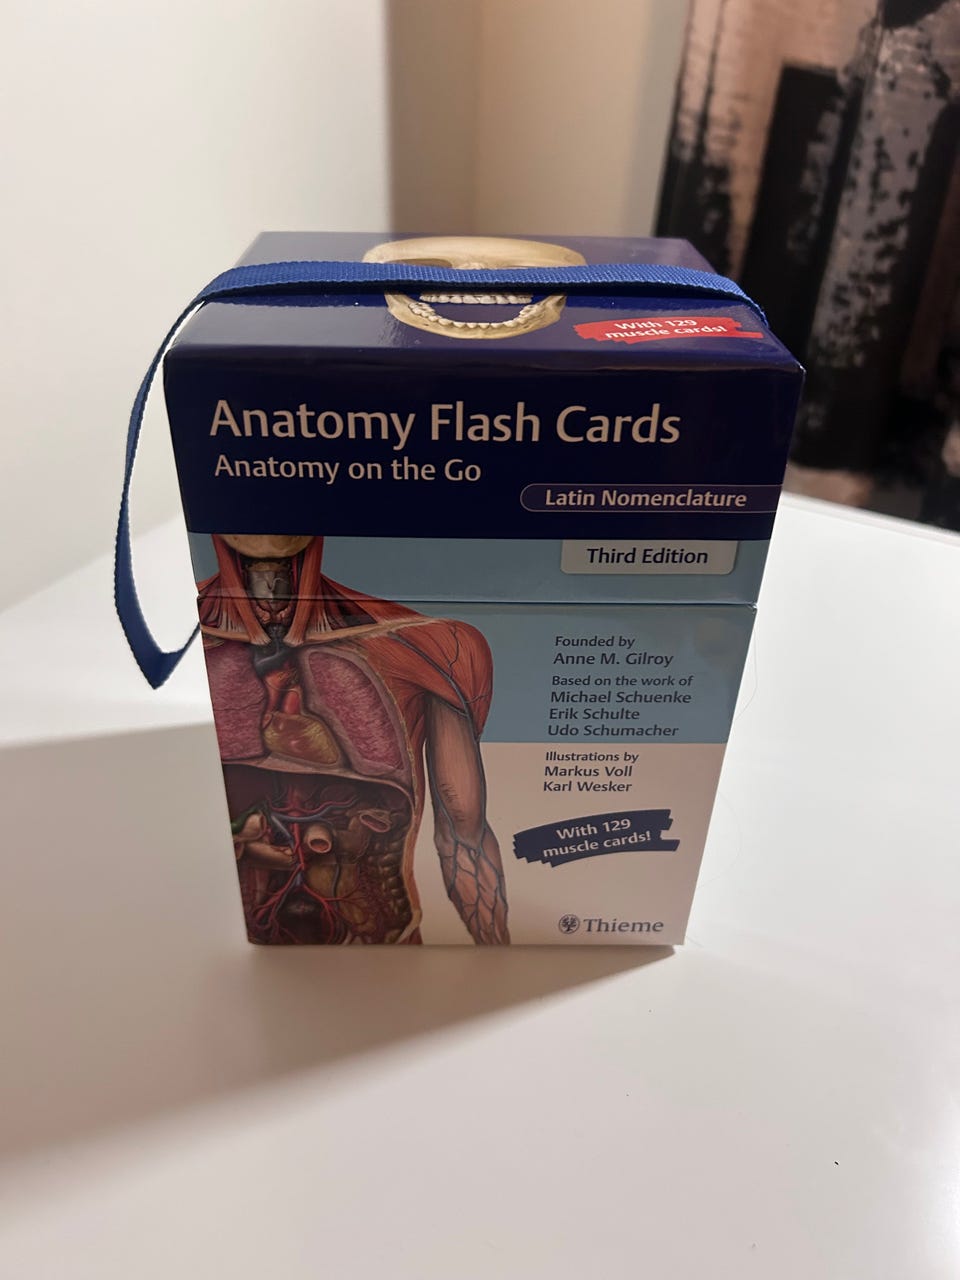 With 129
muscle cards!
Anatomy Flash Cards
Anatomy on the Go
Latin Nomenclature
Third Edition
Founded by
Anne M. Gilroy
Based on the work of
Michael Schuenke
Erik Schulte
Udo Schumacher
Illustrations by
Markus Voll
Karl Wesker
With 129
muscle cards!
Thieme